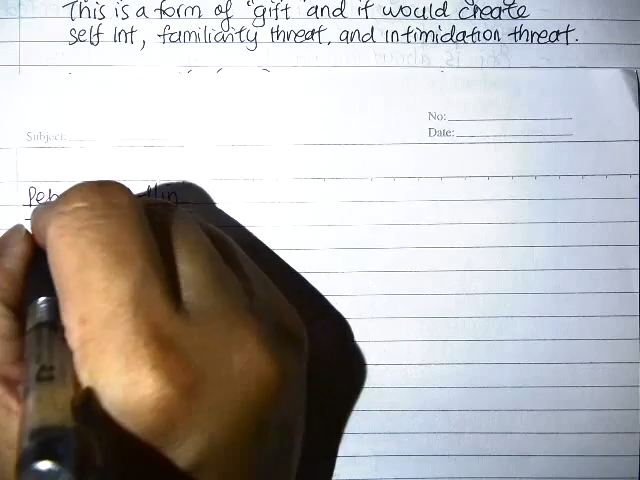 This is a form of "gift" and it would create
self Int, familiarity threat, and intimidation threat.
No:
Subject:
Date: